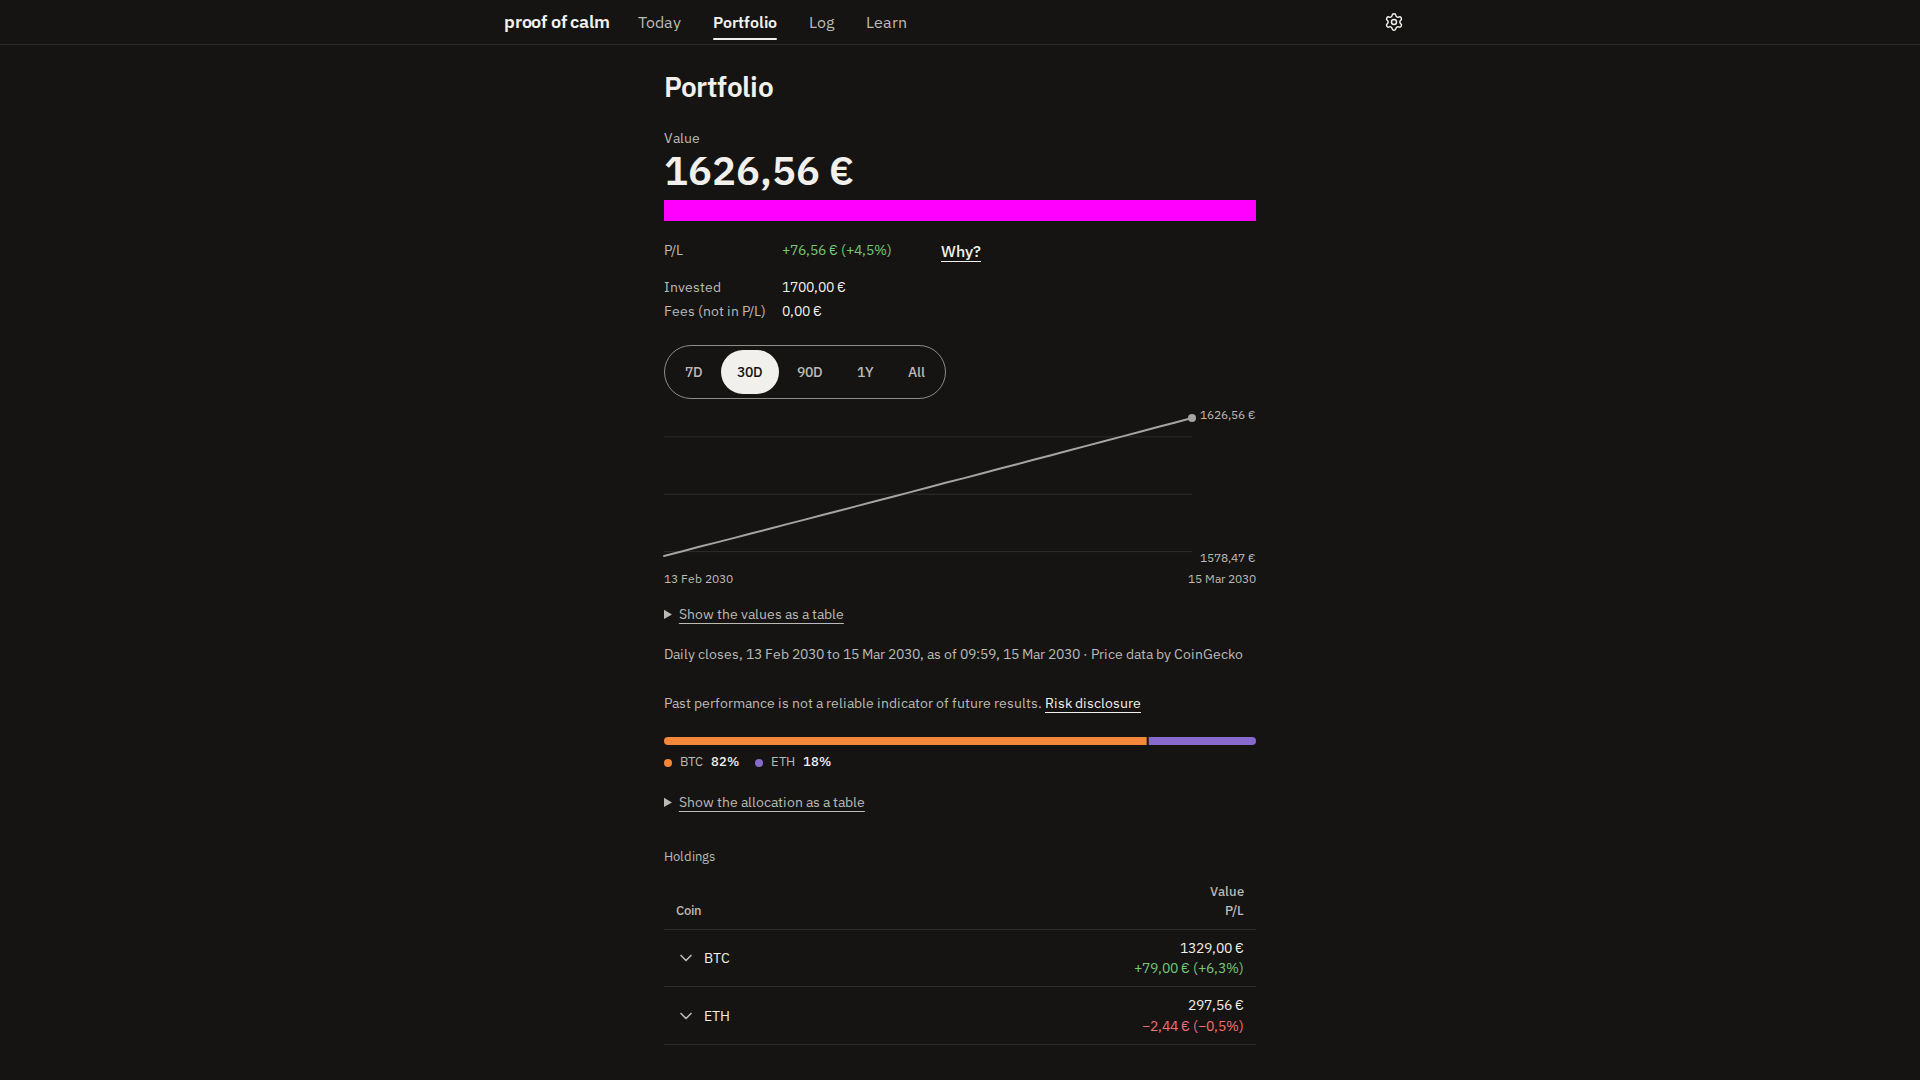 proof of calm
Today
Portfolio
Log
Learn
Portfolio
Value
1626,56 €
P/L +76,56 € (+4,5%) Why?
Invested 1700,00 €
Fees (not in P/L) 0,00 €
7D 30D 90D 1Y All
1626,56 €
1578,47 €
13 Feb 2030 15 Mar 2030
Show the values as a table
Daily closes, 13 Feb 2030 to 15 Mar 2030, as of 09:59, 15 Mar 2030 · Price data by CoinGecko
Past performance is not a reliable indicator of future results. Risk disclosure
BTC 82% ETH 18%
Show the allocation as a table
Holdings
Value
Coin P/L
BTC 1329,00 €
+79,00 € (+6,3%)
ETH 297,56 €
−2,44 € (−0,5%)